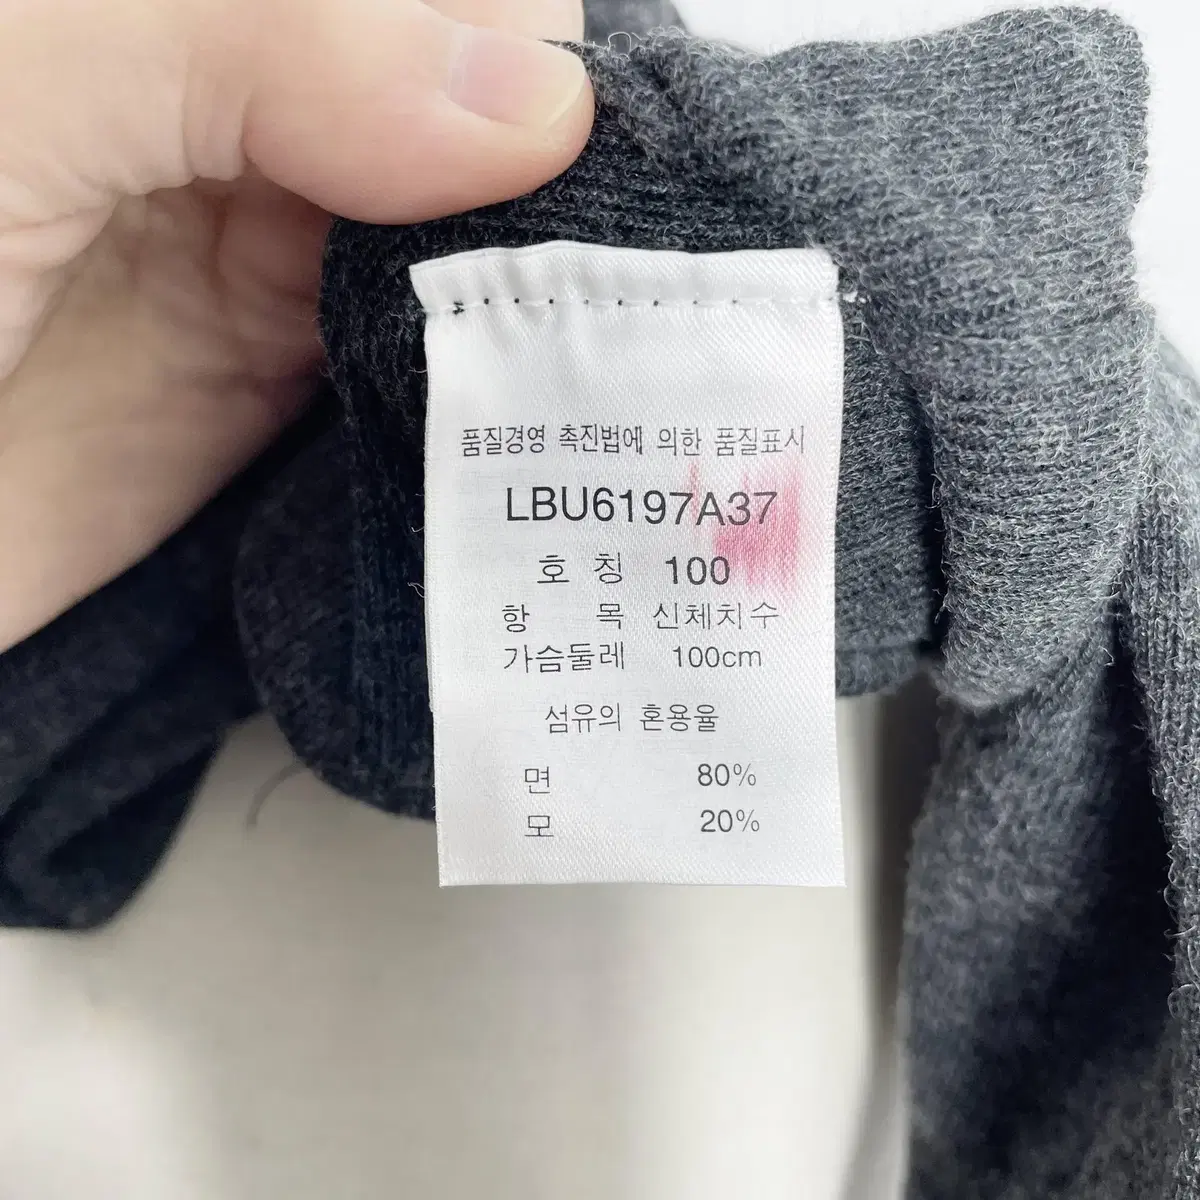 품질경영 촉진법에 의한 품질표시
LBU6197A37
호 칭 100
항 목 신체치수
가슴둘레 100cm
섬유의 혼용율
면 80%
모 20%